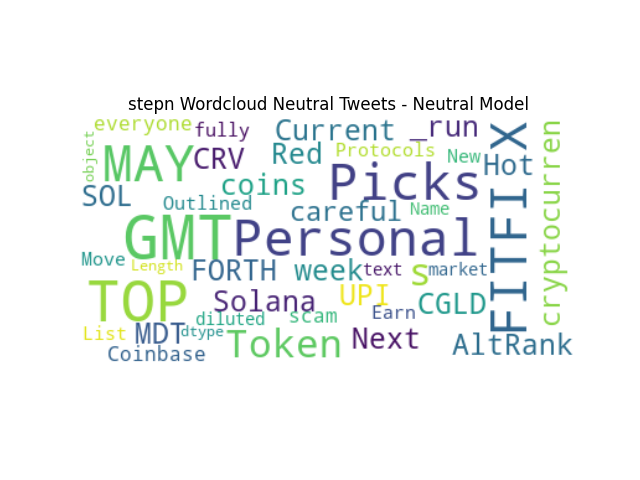 stepn Wordcloud Neutral Tweets - Neutral Model
everyone
fully
Current
_run
object
MAY
CRV
Red
Protocols
New
Hot
FITFIX
cryptocurren
SOL
Outlined
coins
Picks
careful
Name
GMT
Personal
Move
Length
FORTH
week
text
s
market
TOP
Solana
UPI
Earn
CGLD
List
MDT
dtype
diluted
scam
Coinbase
Token
Next
AltRank